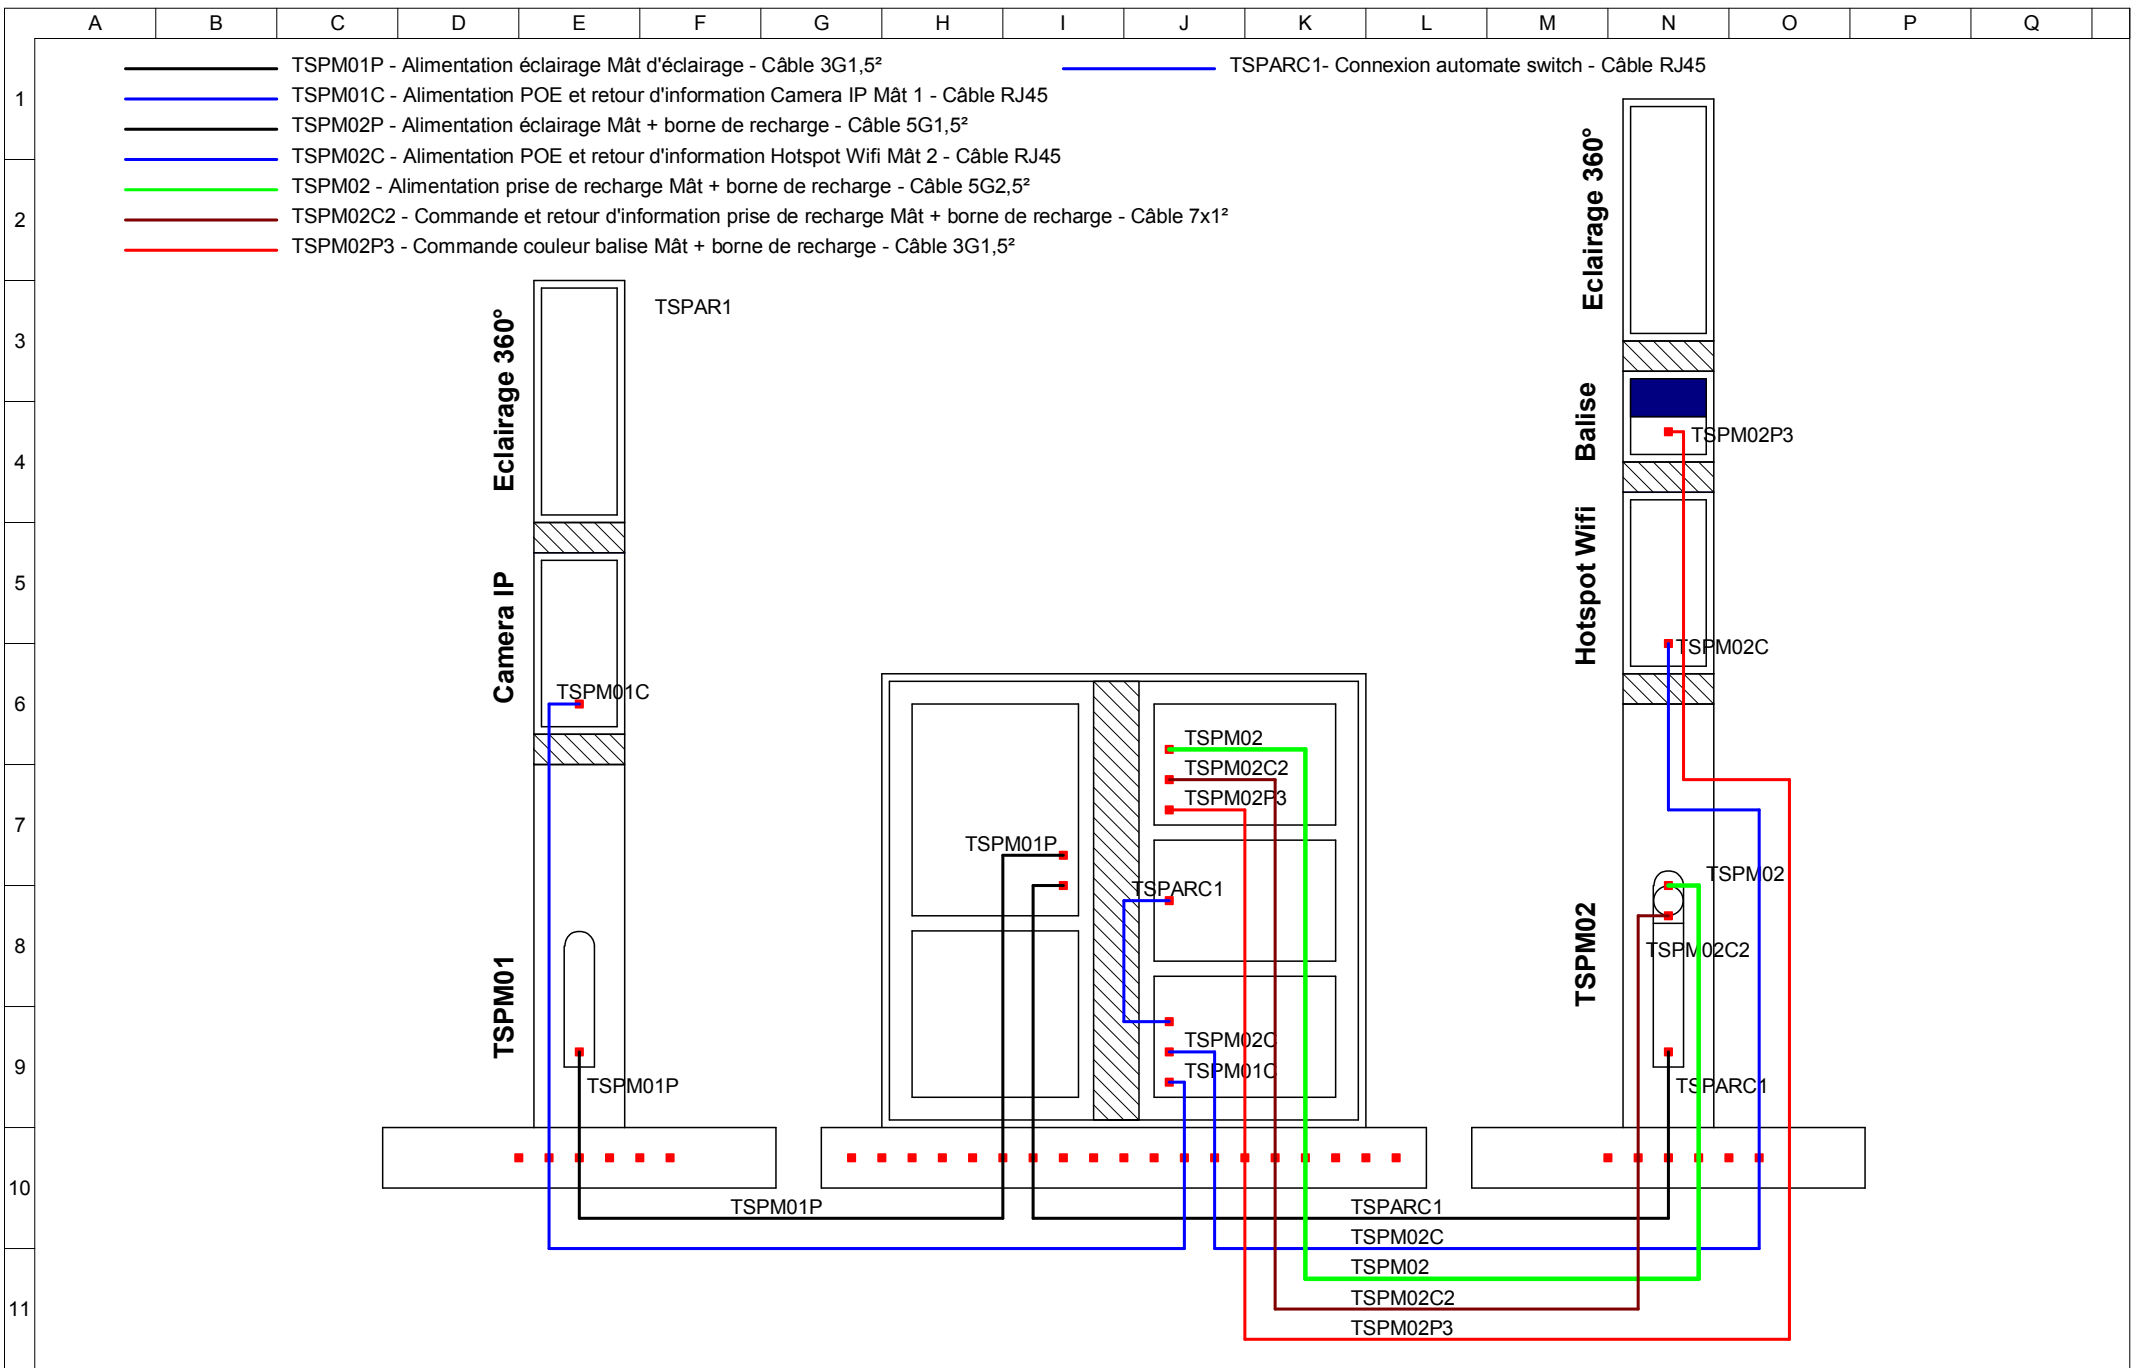 A B C D E F G H I J K L M N O P Q
TSPM01P - Alimentation éclairage Mât d'éclairage - Câble 3G1,5²
TSPARC1- Connexion automate switch - Câble RJ45
1
TSPM01C - Alimentation POE et retour d'information Camera IP Mât 1 - Câble RJ45
TSPM02P - Alimentation éclairage Mât + borne de recharge - Câble 5G1,5²
TSPM02C - Alimentation POE et retour d'information Hotspot Wifi Mât 2 - Câble RJ45
TSPM02 - Alimentation prise de recharge Mât + borne de recharge - Câble 5G2,5²
2
TSPM02C2 - Commande et retour d'information prise de recharge Mât + borne de recharge - Câble 7x1²
TSPM02P3 - Commande couleur balise Mât + borne de recharge - Câble 3G1,5²
Eclairage 360°
TSPAR1
3
Eclairage 360°
Balise
TSPM02P3
4
Hotspot Wifi
5
Camera IP
TSPM02C
TSPM01C
6
TSPM02
TSPM02C2
TSPM02P3
7
TSPM01P
TSPM02
TSPARC1
8
TSPM02C2
TSPM02
TSPM01
TSPM02C
9
TSPM01C
TSPM01P
TSPARC1
10
TSPM01P
TSPARC1
TSPM02C
TSPM02
TSPM02C2
11
TSPM02P3